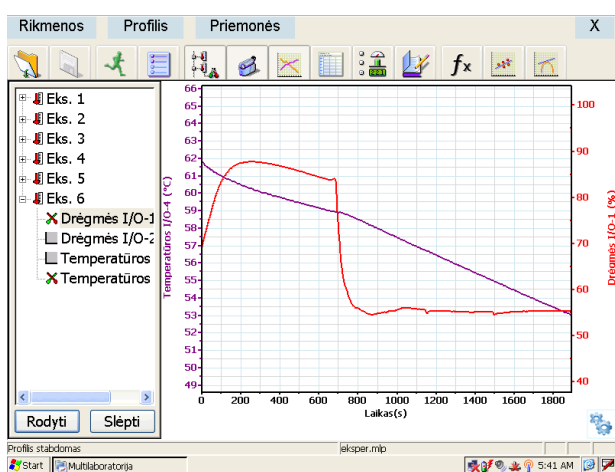 Rikmenos Profilis Priemonės X
fx
Eks. 1
Eks. 2
Eks. 3
Eks. 4
Eks. 5
Eks. 6
Drėgmės I/O-1
Drėgmės I/O-2
Temperatūros
Temperatūros
Rodyti Slėpti
Temperatūros I/O-4 (°C)
66
65
64
63
62
61
60
59
58
57
56
55
54
53
52
51
50
49
0 200 400 600 800 1000 1200 1400 1600 1800
Laikas(s)
100
90
80
70
60
50
40
Drėgmės I/O-1 (%)
Profilis stabdomas eksper.mlp
Start Multilaboratorija 5:41 AM